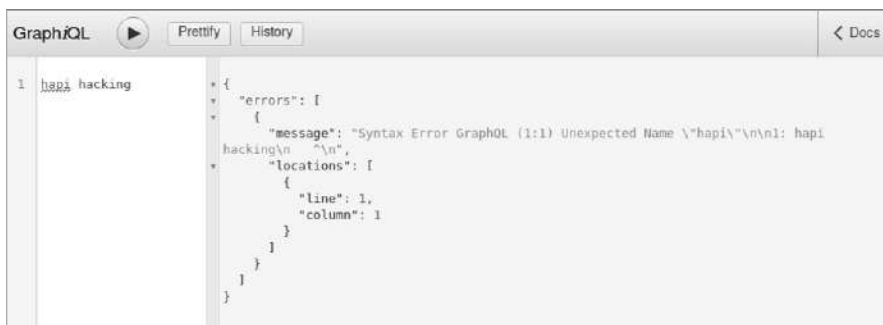 GraphiQL Prettify History < Docs
1 hapi hacking
{
"errors": [
{
"message": "Syntax Error GraphQL (1:1) Unexpected Name \"hapi\"\n\n1: hapi
hacking\n   ^\n",
"locations": [
{
"line": 1,
"column": 1
}
]
}
]
}